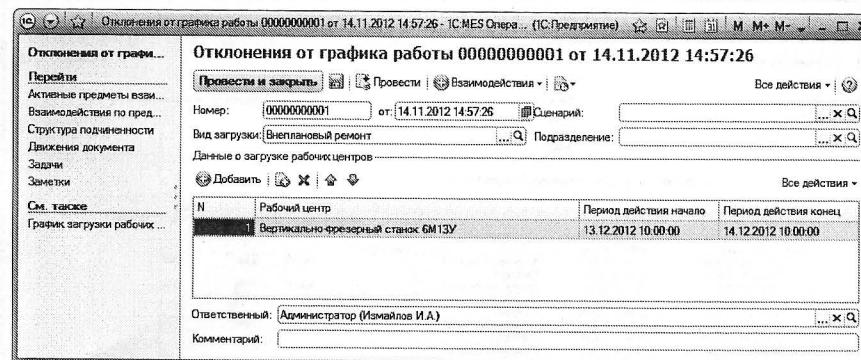 Отклонения от графика работы 00000000001 от 14.11.2012 14:57:26 - 1С:MES Опера... (1С:Предприятие) M M+ M-
Отклонения от графи...
Перейти
Активные предметы взаи...
Взаимодействия по пред...
Структура подчиненности
Движения документа
Задачи
Заметки
См. также
График загрузки рабочих ...
Отклонения от графика работы 00000000001 от 14.11.2012 14:57:26
Провести и закрыть Провести Взаимодействия Все действия
Номер: 00000000001 от: 14.11.2012 14:57:26 Сценарий:
Вид загрузки: Внеплановый ремонт Подразделение:
Данные о загрузке рабочих центров
Добавить Все действия
N Рабочий центр Период действия начало Период действия конец
1 Вертикально-фрезерный станок 6М13У 13.12.2012 10:00:00 14.12.2012 10:00:00
Ответственный: Администратор (Измайлов И.А.)
Комментарий: